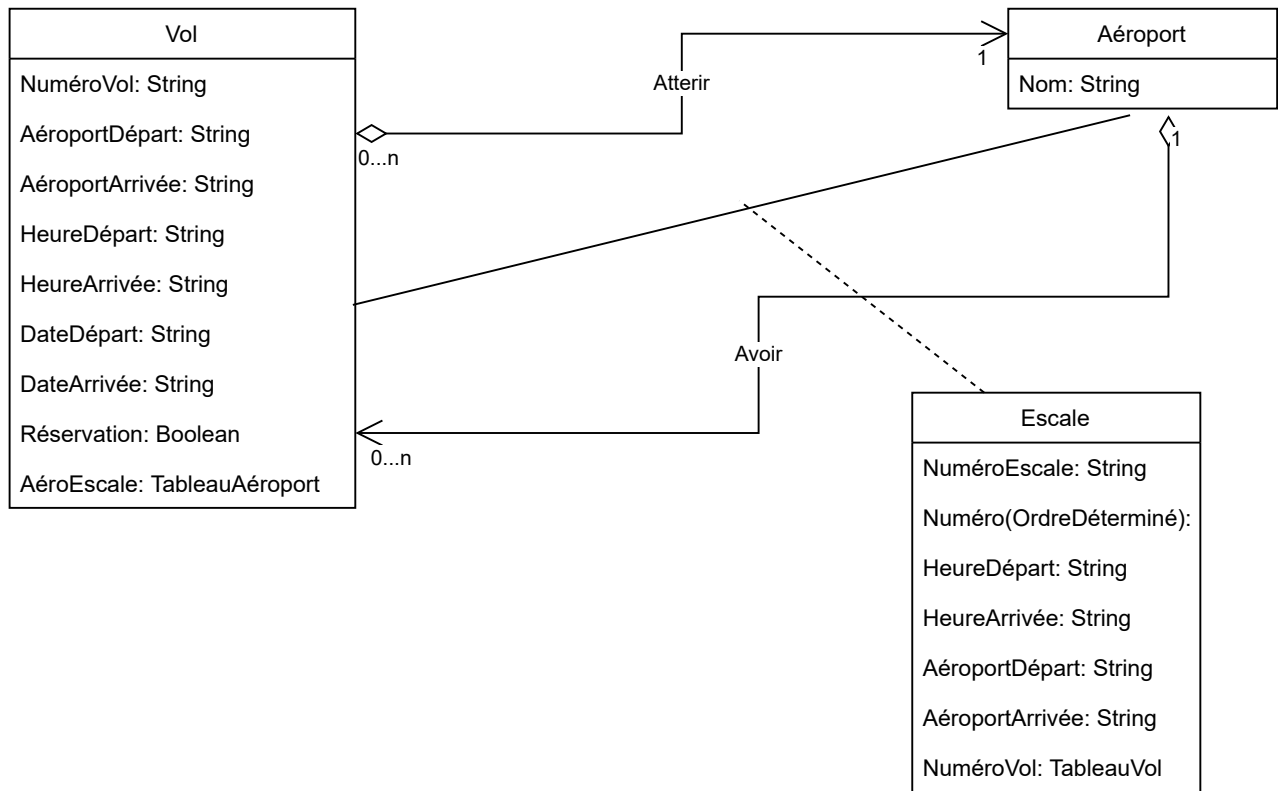 Vol
NuméroVol: String
AéroportDépart: String
AéroportArrivée: String
HeureDépart: String
HeureArrivée: String
DateDépart: String
DateArrivée: String
Réservation: Boolean
AéroEscale: TableauAéroport
0...n
Atterir
1
Aéroport
Nom: String
1
Avoir
0...n
Escale
NuméroEscale: String
Numéro(OrdreDéterminé):
HeureDépart: String
HeureArrivée: String
AéroportDépart: String
AéroportArrivée: String
NuméroVol: TableauVol